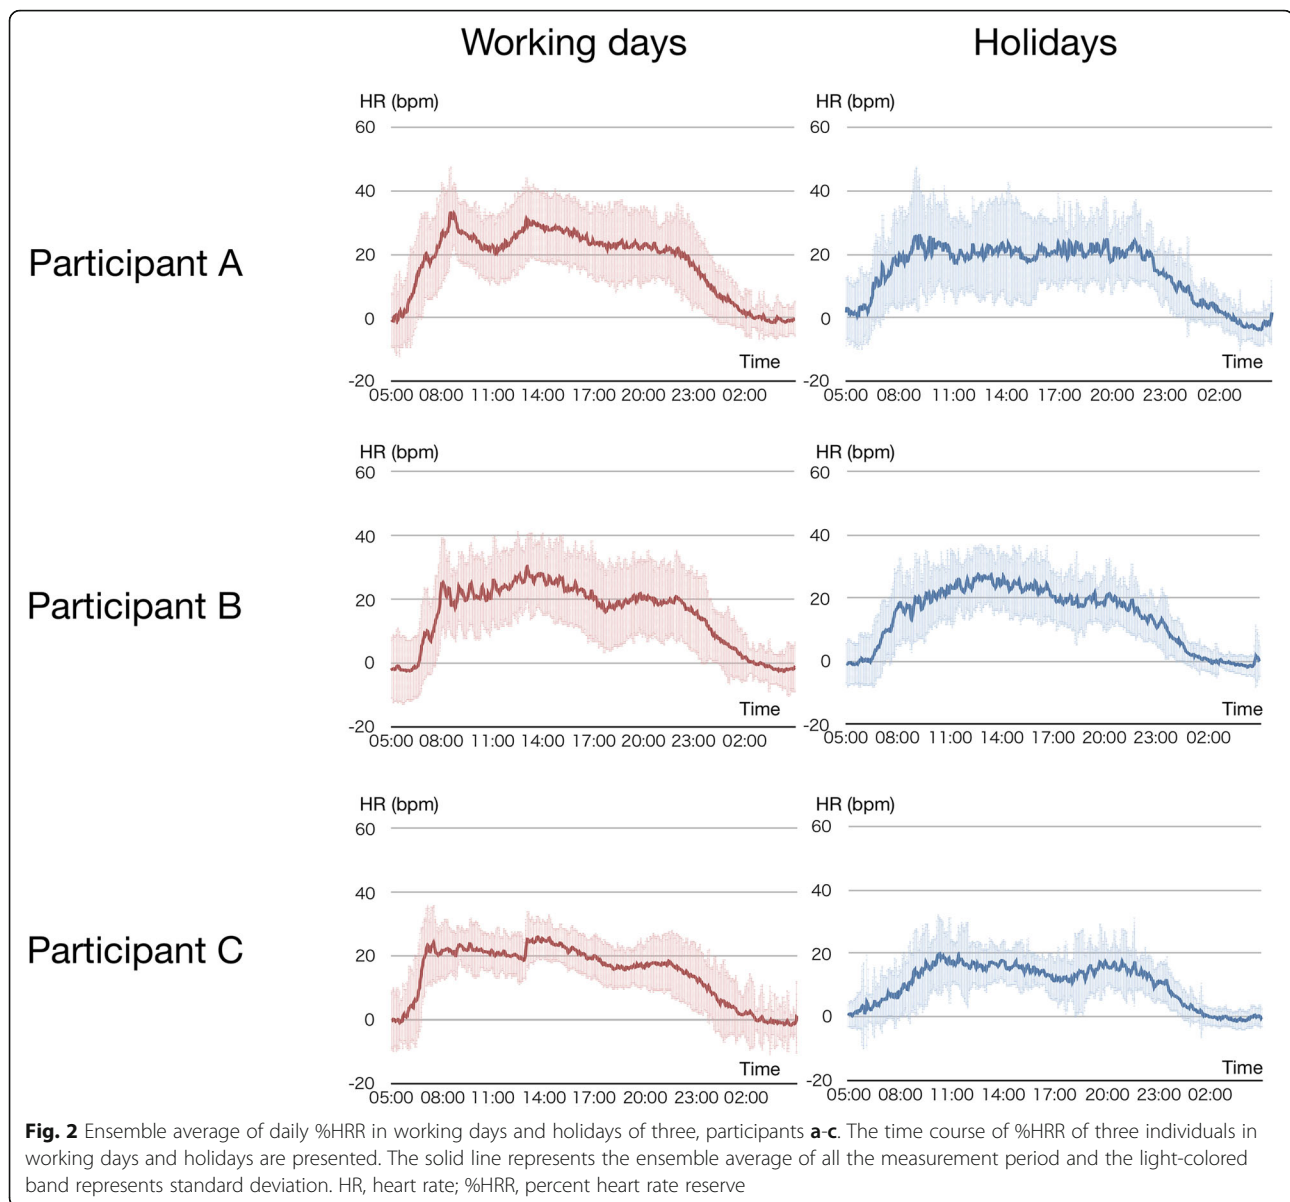 Working days Holidays
Participant A
HR (bpm)
60
40
20
0
-20
Time
05:00 08:00 11:00 14:00 17:00 20:00 23:00 02:00
HR (bpm)
60
40
20
0
-20
Time
05:00 08:00 11:00 14:00 17:00 20:00 23:00 02:00
Participant B
HR (bpm)
60
40
20
0
-20
Time
05:00 08:00 11:00 14:00 17:00 20:00 23:00 02:00
HR (bpm)
60
40
20
0
-20
Time
05:00 08:00 11:00 14:00 17:00 20:00 23:00 02:00
Participant C
HR (bpm)
60
40
20
0
-20
Time
05:00 08:00 11:00 14:00 17:00 20:00 23:00 02:00
HR (bpm)
60
40
20
0
-20
Time
05:00 08:00 11:00 14:00 17:00 20:00 23:00 02:00
Fig. 2 Ensemble average of daily %HRR in working days and holidays of three, participants a-c. The time course of %HRR of three individuals in
working days and holidays are presented. The solid line represents the ensemble average of all the measurement period and the light-colored
band represents standard deviation. HR, heart rate; %HRR, percent heart rate reserve